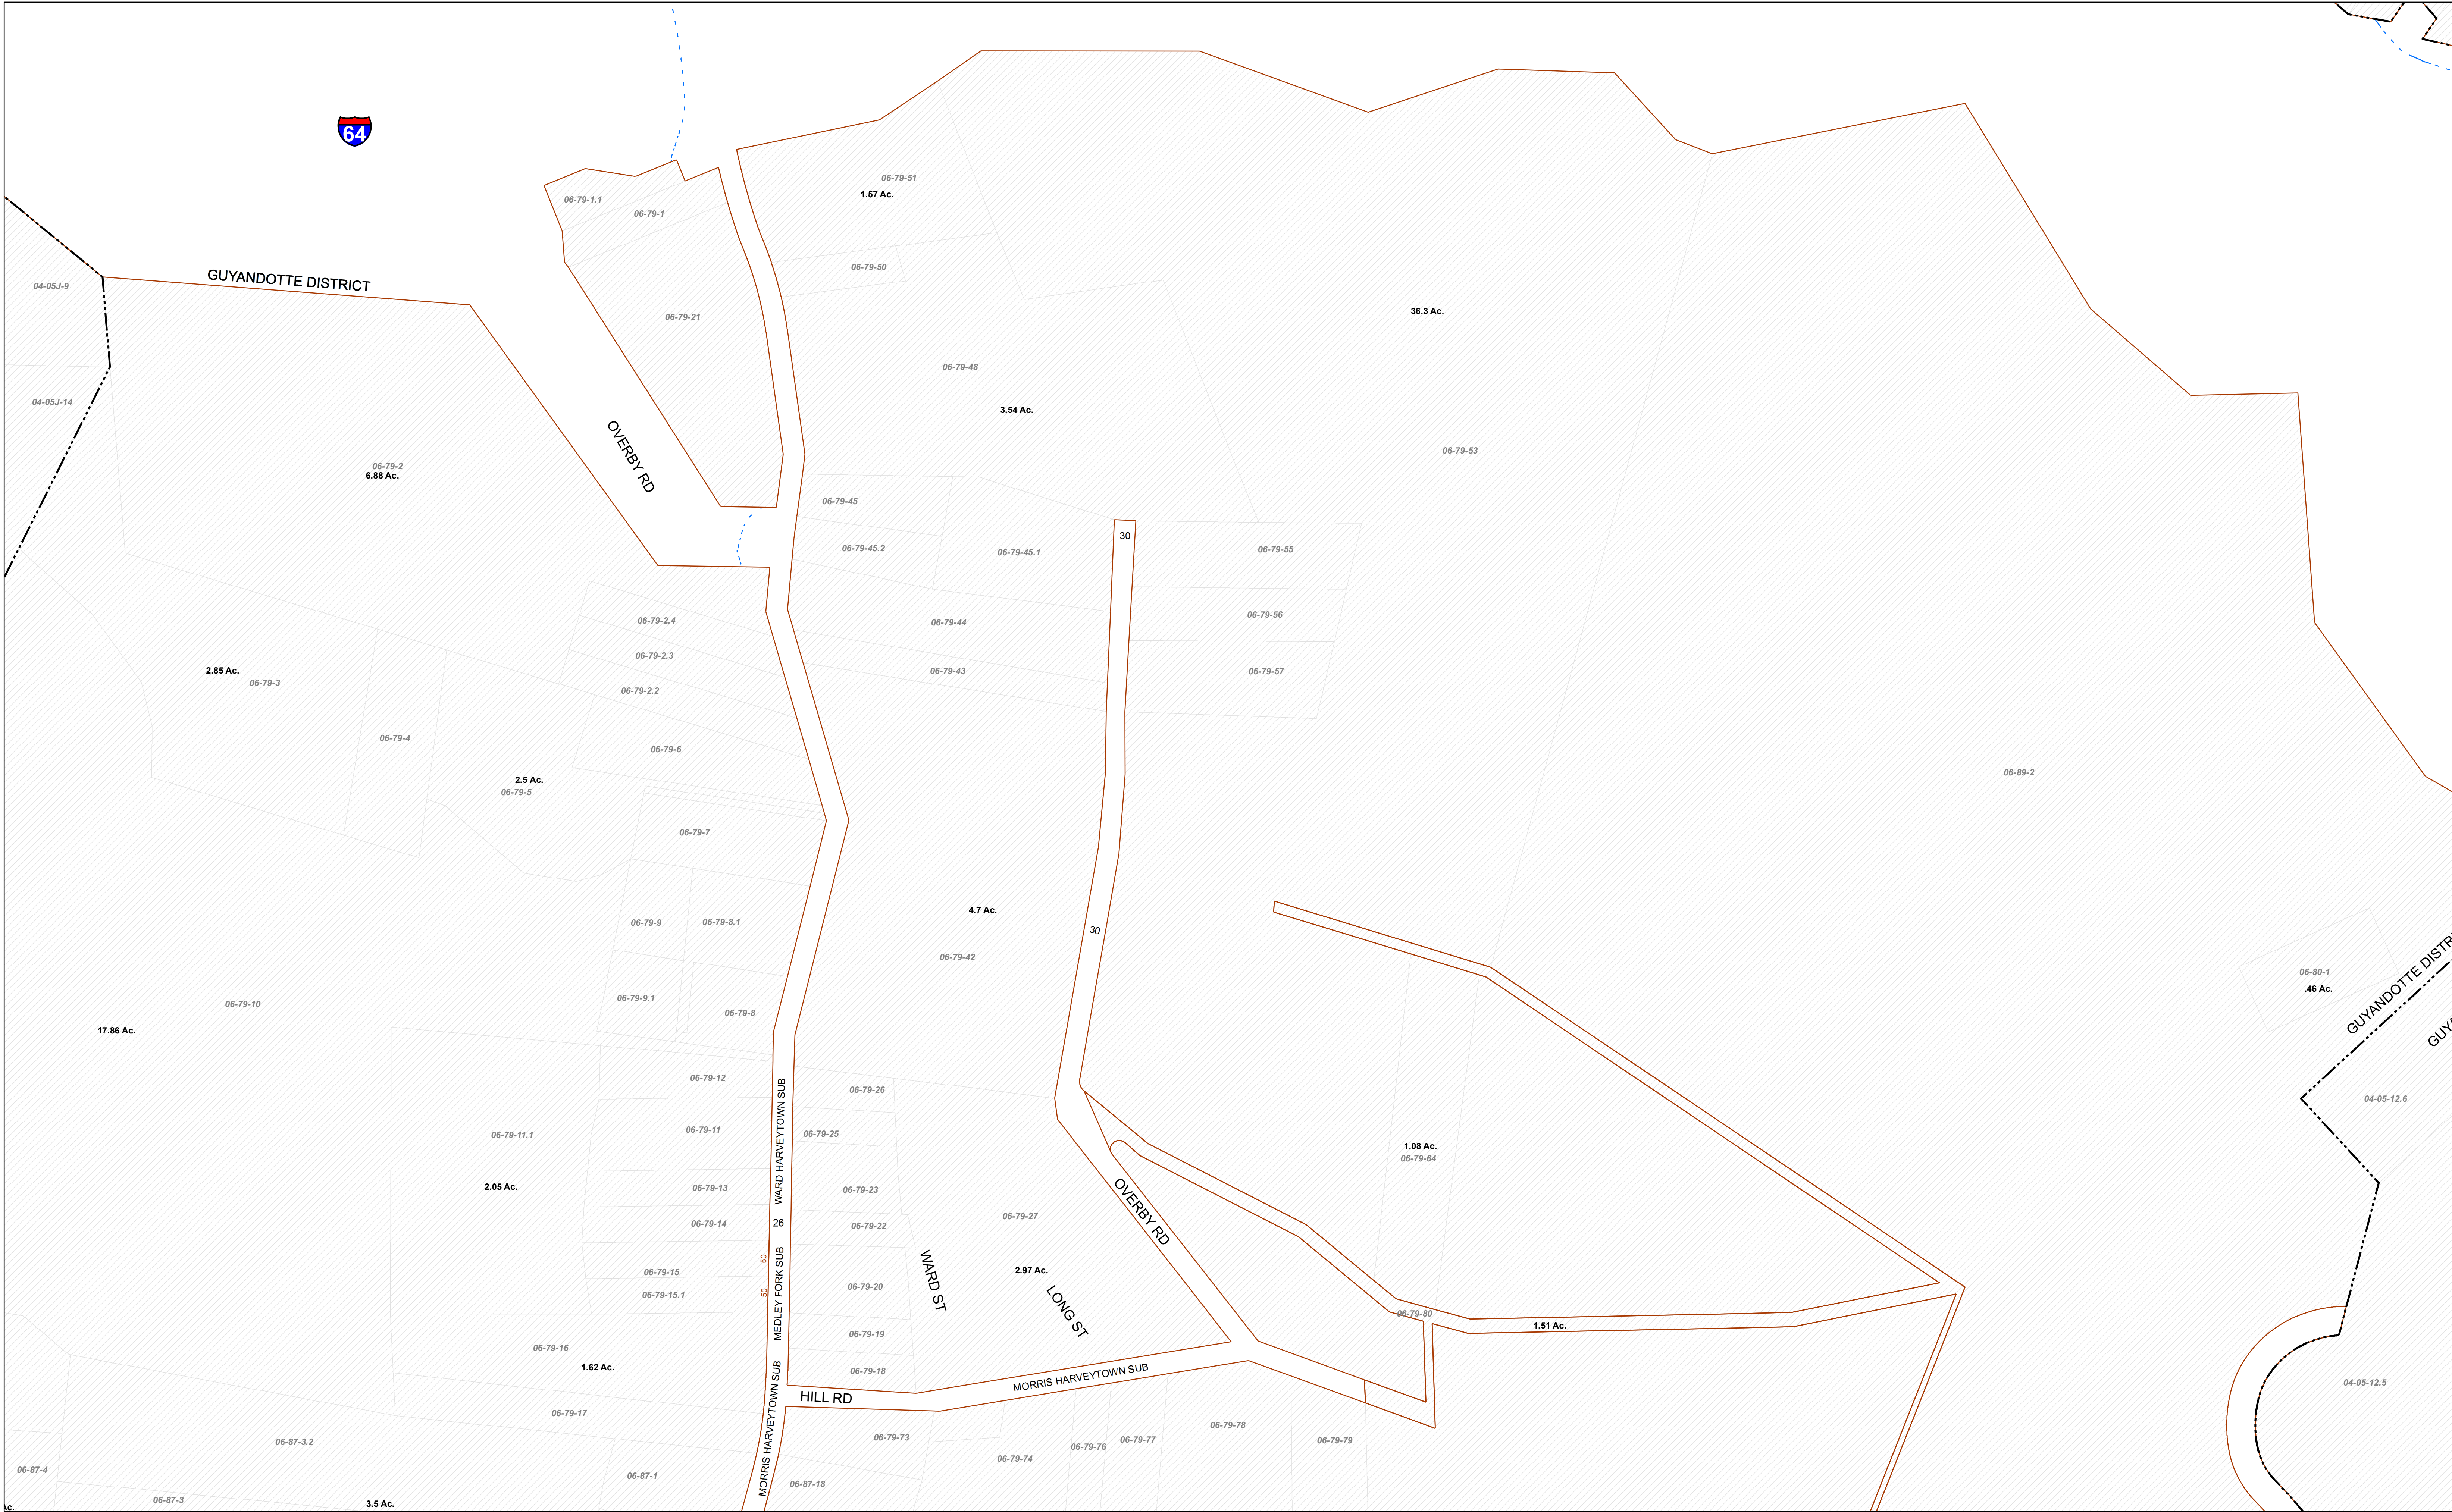 64
06-79-51
1.57 Ac.
06-79-1.1
06-79-1
06-79-50
GUYANDOTTE DISTRICT
04-05J-9
06-79-21
36.3 Ac.
06-79-48
04-05J-14
3.54 Ac.
OVERBY RD
06-79-53
06-79-2
6.88 Ac.
06-79-45
30
06-79-45.2
06-79-45.1
06-79-55
06-79-2.4
06-79-44
06-79-56
06-79-2.3
2.85 Ac.
06-79-3
06-79-43
06-79-57
06-79-2.2
06-79-4
06-79-6
06-89-2
2.5 Ac.
06-79-5
06-79-7
4.7 Ac.
06-79-9
06-79-8.1
30
06-79-42
GUYANDOTTE DISTR
06-80-1
.46 Ac.
06-79-9.1
06-79-10
06-79-8
17.86 Ac.
GUYA
06-79-12
06-79-26
04-05-12.6
WARD HARVEYTOWN SUB
06-79-11
06-79-25
06-79-11.1
1.08 Ac.
06-79-64
2.05 Ac.
06-79-13
06-79-23
OVERBY RD
06-79-27
06-79-14
26
06-79-22
50
06-79-15
2.97 Ac.
WARD ST
MEDLEY FORK SUB
06-79-20
06-79-15.1
50
LONG ST
06-79-80
1.51 Ac.
06-79-19
06-79-16
1.62 Ac.
06-79-18
MORRIS HARVEYTOWN SUB
04-05-12.5
HILL RD
06-79-17
MORRIS HARVEYTOWN SUB
06-79-73
06-79-78
06-87-3.2
06-79-76
06-79-77
06-79-79
06-79-74
06-87-4
06-87-1
06-87-18
06-87-3
3.5 Ac.
Ac.